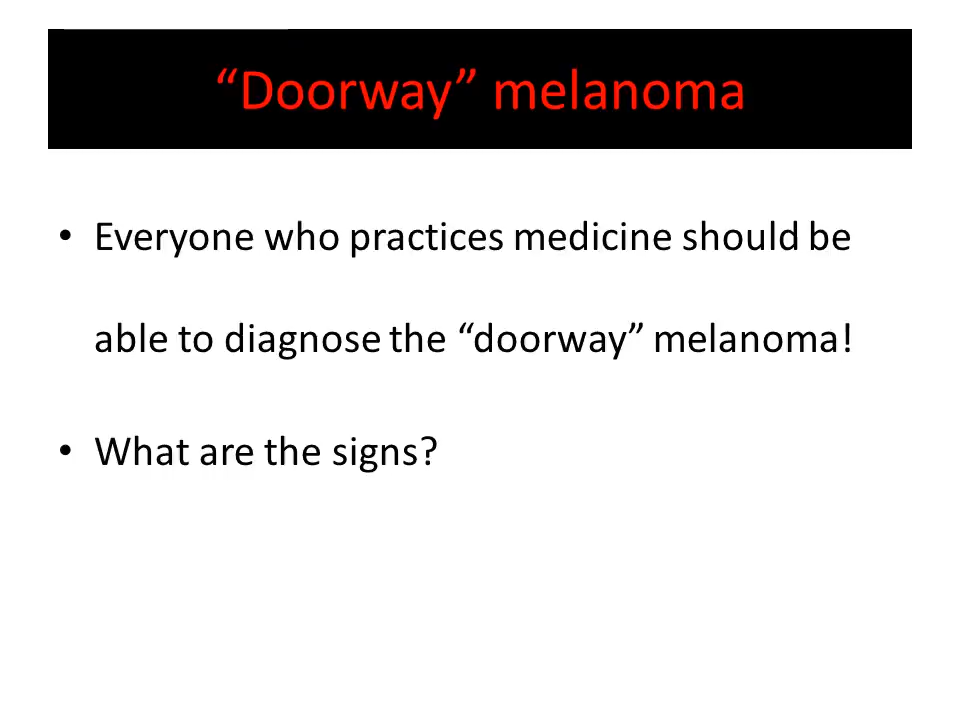 “Doorway” melanoma
• Everyone who practices medicine should be
able to diagnose the “doorway” melanoma!
• What are the signs?